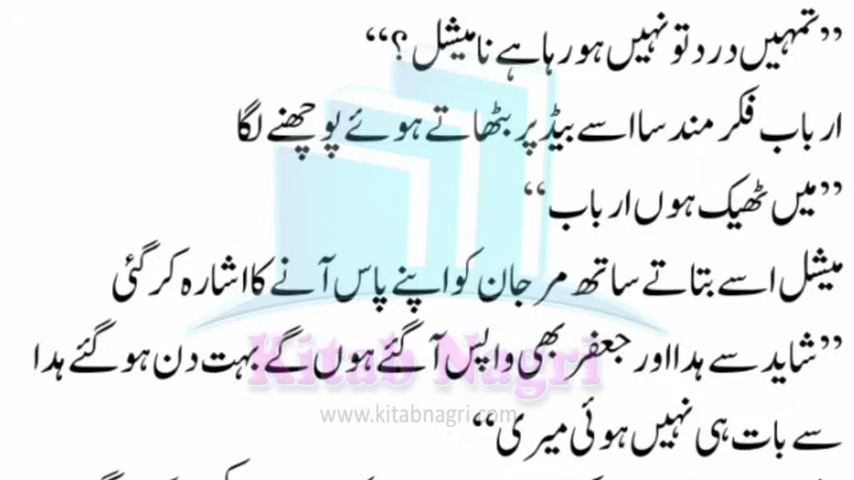 ”تمہیں درد تو نہیں ہو رہا ہے نا میشل ؟“
ارباب فکر مند سا اسے بیڈ پر بٹھاتے ہوئے پوچھنے لگا
”میں ٹھیک ہوں ارباب“
میشل اسے بتاتے ساتھ مرجان کو اپنے پاس آنے کا اشارہ کر گئی
”شاید سے ہدا اور جعفر بھی واپس آگئے ہوں گے بہت دن ہو گئے ہدا
Kitab Nagri
www.kitabnagri.com
سے بات ہی نہیں ہوئی میری“